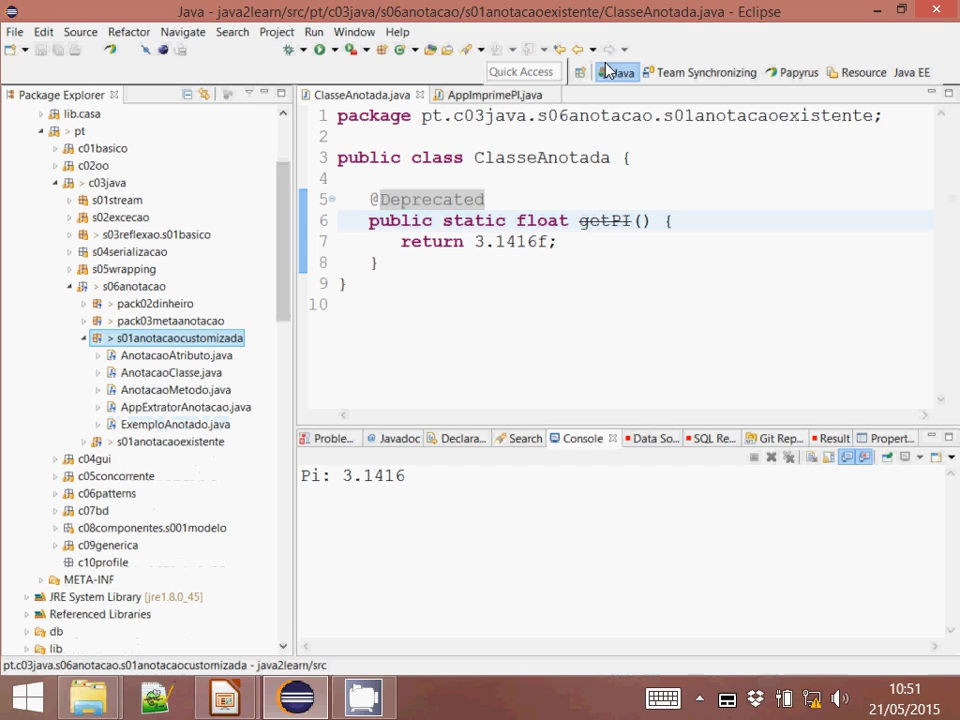 Java - java2learn/src/pt/c03java/s06anotacao/s01anotacaoexistente/ClasseAnotada.java - Eclipse
File Edit Source Refactor Navigate Search Project Run Window Help
Quick Access Java Team Synchronizing Papyrus Resource Java EE
Package Explorer
lib.casa
> pt
c01basico
c02oo
> c03java
s01stream
s02excecao
> s03reflexao.s01basico
s04serializacao
s05wrapping
> s06anotacao
> pack02dinheiro
> pack03metaanotacao
> s01anotacaocustomizada
AnotacaoAtributo.java
AnotacaoClasse.java
AnotacaoMetodo.java
AppExtratorAnotacao.java
ExemploAnotado.java
> s01anotacaoexistente
c04gui
c05concorrente
c06patterns
c07bd
c08componentes.s001modelo
c09generica
c10profile
META-INF
JRE System Library [jre1.8.0_45]
Referenced Libraries
db
lib
ClasseAnotada.java AppImprimePI.java
1 package pt.c03java.s06anotacao.s01anotacaoexistente;
2
3 public class ClasseAnotada {
4
5 @Deprecated
6 public static float getPI() {
7 return 3.1416f;
8 }
9 }
10
Proble... Javadoc Declara... Search Console Data So... SQL Re... Git Rep... Result Propert...
Pi: 3.1416
pt.c03java.s06anotacao.s01anotacaocustomizada - java2learn/src
10:51
21/05/2015